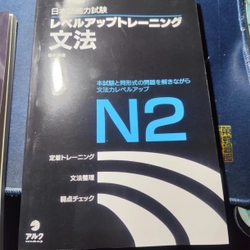 日本語能力試験
レベルアップトレーニング
文法
本試験と同形式の問題を解きながら
文法力レベルアップ
N2
定着トレーニング
文法整理
弱点チェック
アルク